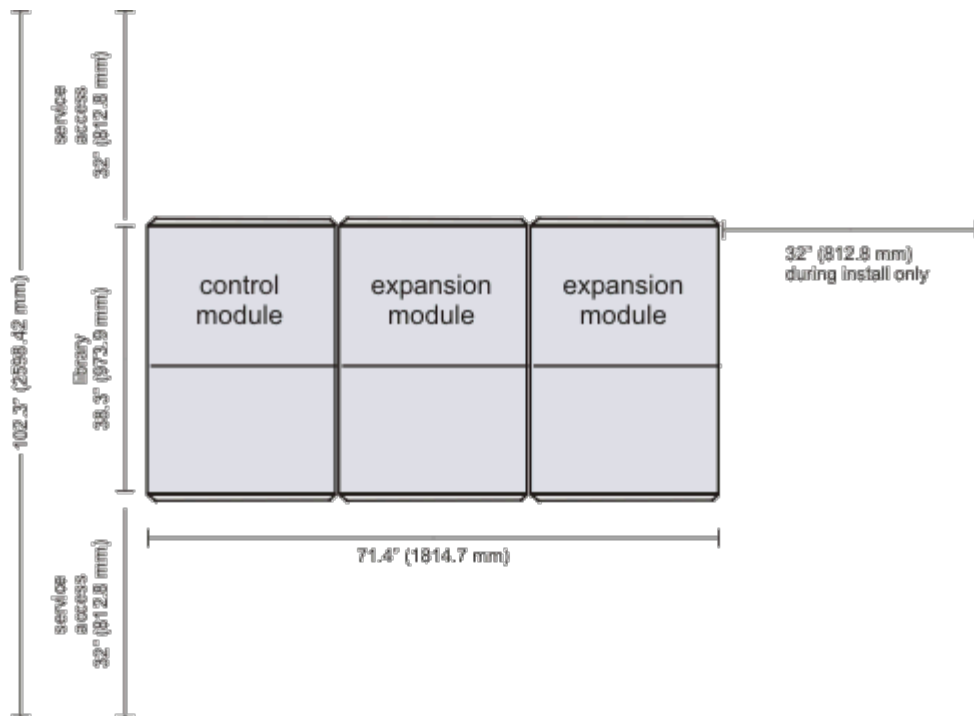 service
access
32" (812.8 mm)
control
module
expansion
module
expansion
module
32" (812.8 mm)
during install only
102.3" (2598.42 mm)
library
38.3" (973.9 mm)
71.4" (1814.7 mm)
service
access
32" (812.8 mm)